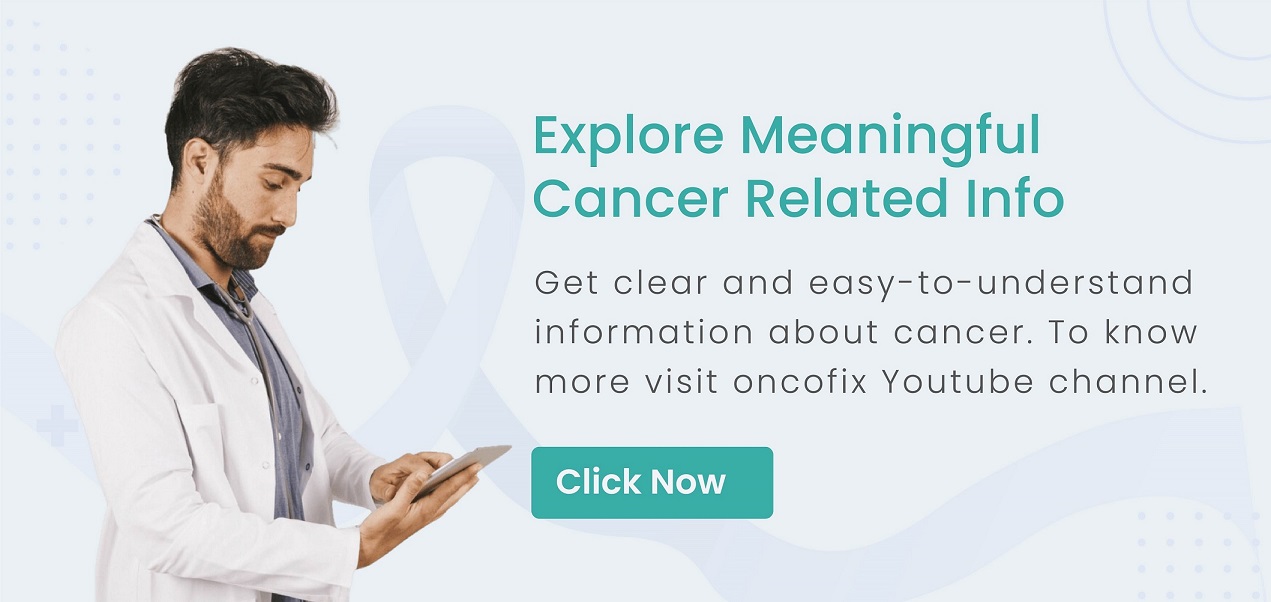 Explore Meaningful
Cancer Related Info
Get clear and easy-to-understand
information about cancer. To know
more visit oncofix Youtube channel.
Click Now